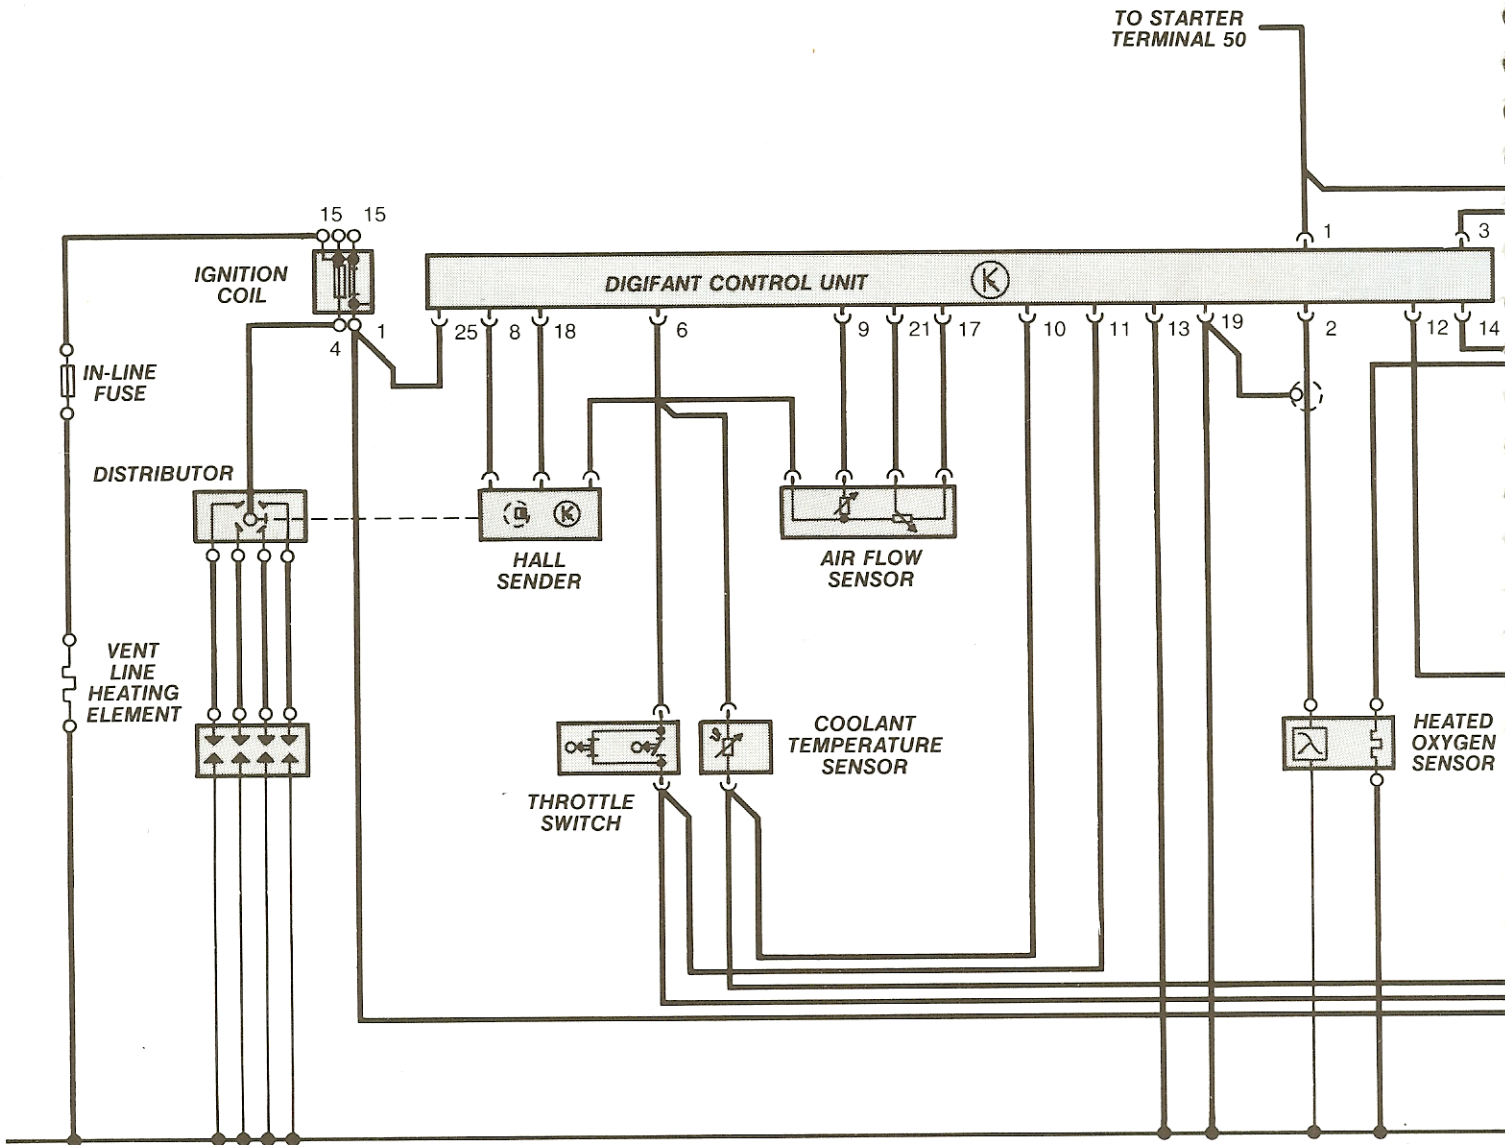 TO STARTER
TERMINAL 50
15 15
1 3
IGNITION
COIL
DIGIFANT CONTROL UNIT
K
4 1
25 8 18 6 9 21 17 10 11 13 19 2 12 14
IN-LINE
FUSE
DISTRIBUTOR
K
HALL
SENDER
AIR FLOW
SENSOR
VENT
LINE
HEATING
ELEMENT
COOLANT
TEMPERATURE
SENSOR
λ
HEATED
OXYGEN
SENSOR
THROTTLE
SWITCH